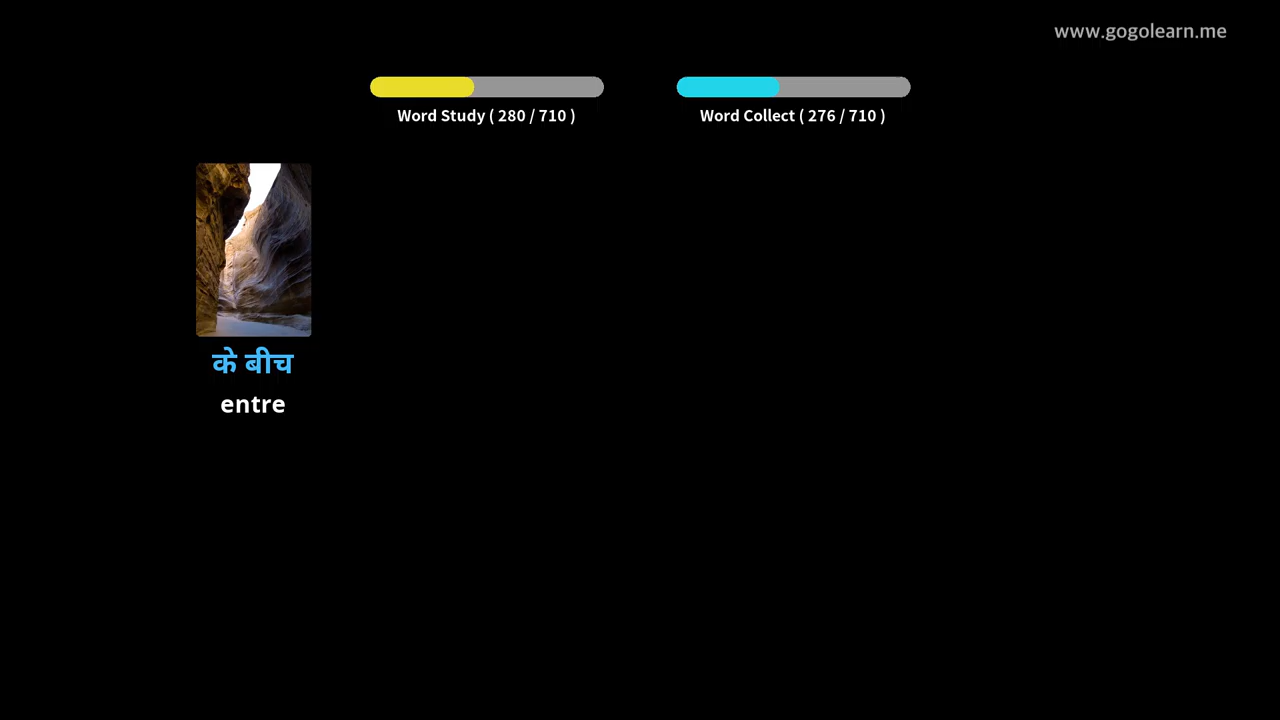 www.gogolearn.me
Word Study ( 280 / 710 )
Word Collect ( 276 / 710 )
के बीच
entre